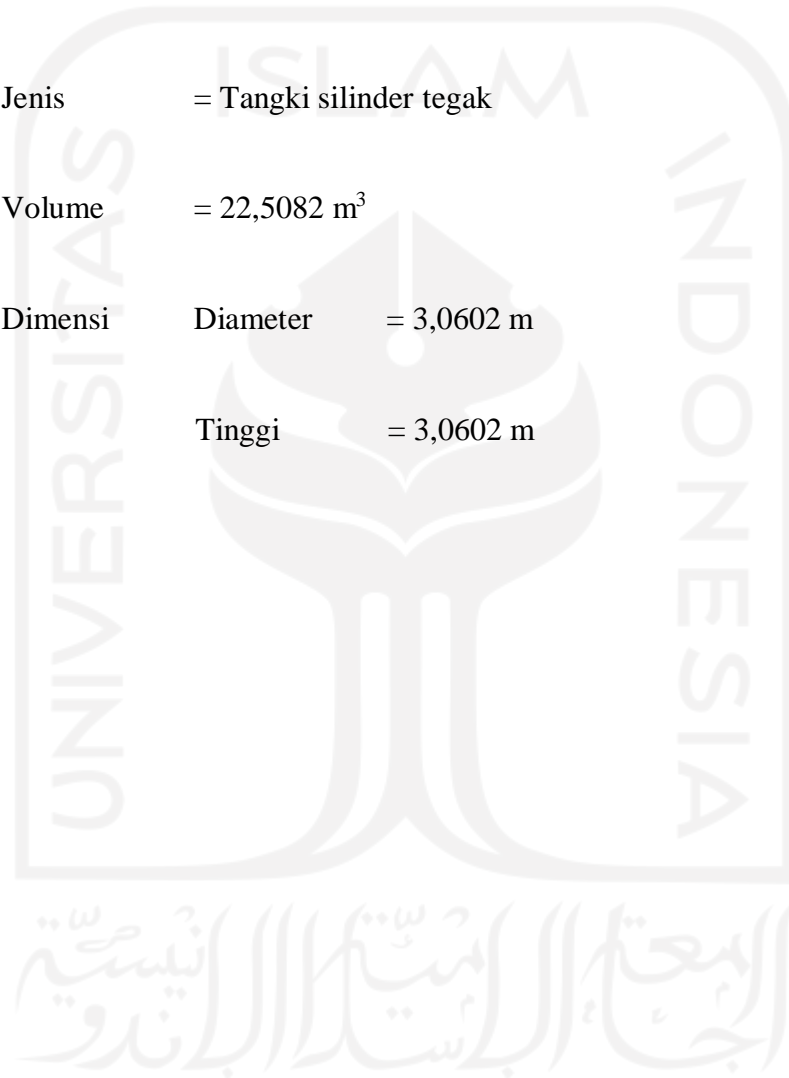 ISLAM
Jenis = Tangki silinder tegak
Volume = 22,5082 m³
Dimensi Diameter = 3,0602 m
Tinggi = 3,0602 m
UNIVERSITAS
INDONESIA